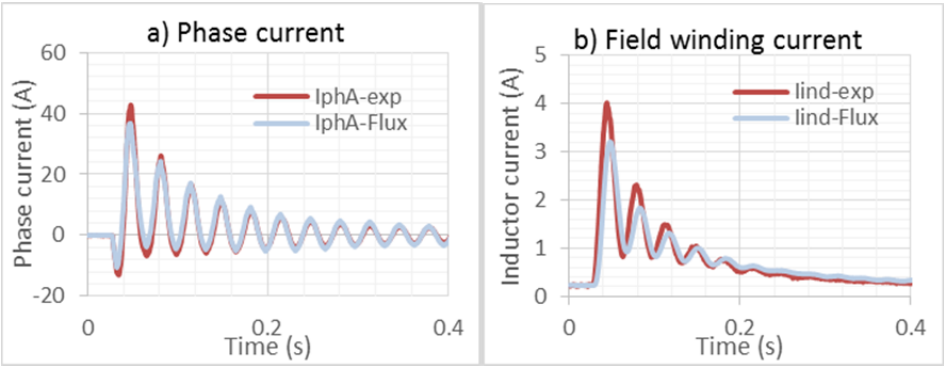 a) Phase current
60
40
20
0
-20
Phase current (A)
IphA-exp
IphA-Flux
0
0.2
0.4
Time (s)
b) Field winding current
5
4
3
2
1
0
Inductor current (A)
Iind-exp
Iind-Flux
0
0.2
0.4
Time (s)